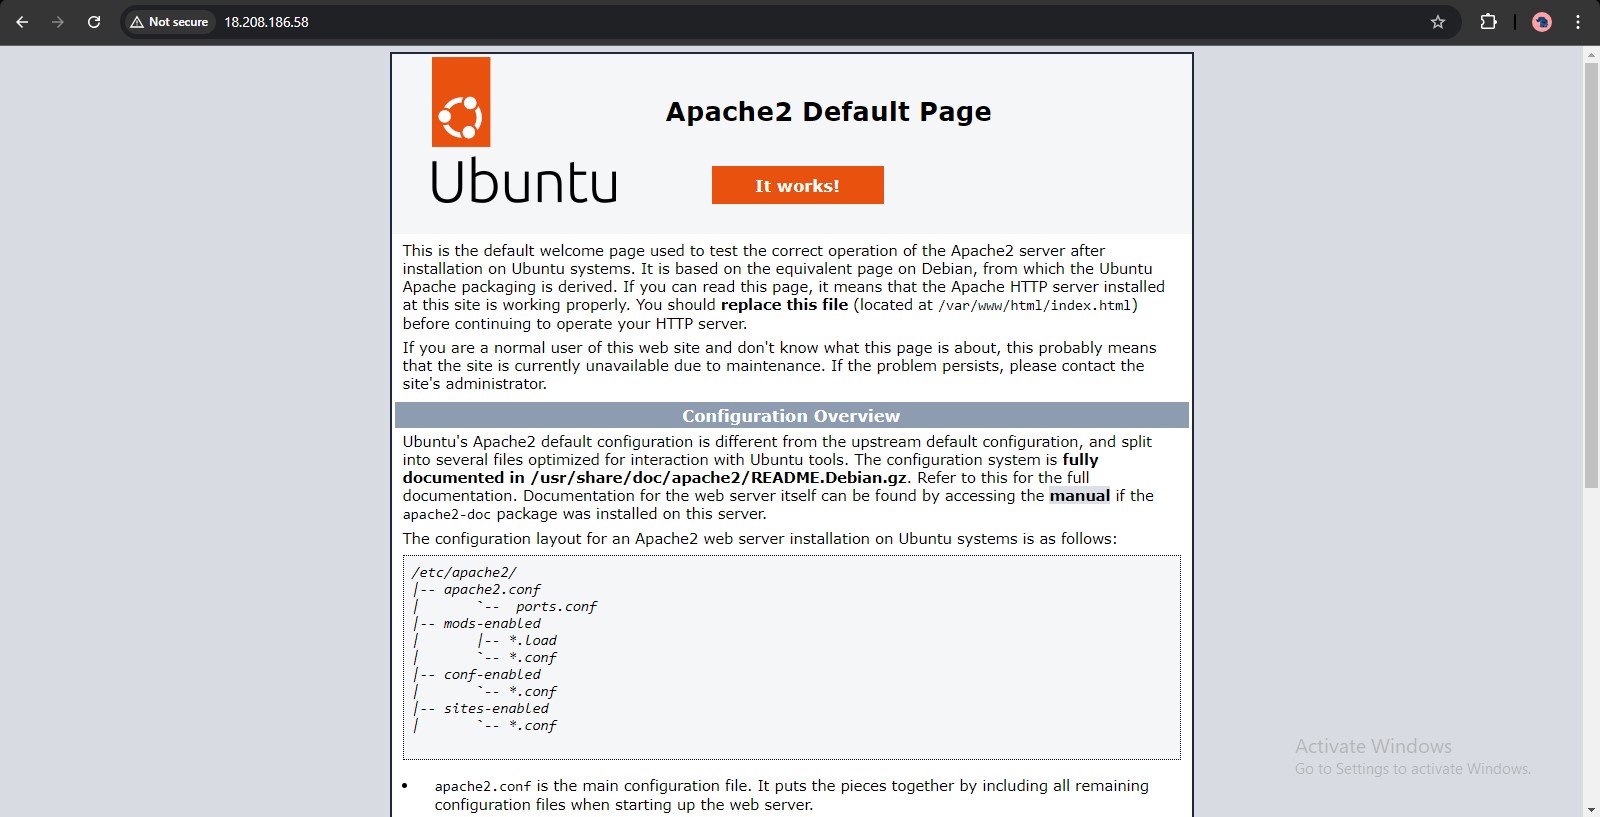 Not secure 18.208.186.58
Apache2 Default Page
Ubuntu
It works!
This is the default welcome page used to test the correct operation of the Apache2 server after
installation on Ubuntu systems. It is based on the equivalent page on Debian, from which the Ubuntu
Apache packaging is derived. If you can read this page, it means that the Apache HTTP server installed
at this site is working properly. You should replace this file (located at /var/www/html/index.html)
before continuing to operate your HTTP server.
If you are a normal user of this web site and don't know what this page is about, this probably means
that the site is currently unavailable due to maintenance. If the problem persists, please contact the
site's administrator.
Configuration Overview
Ubuntu's Apache2 default configuration is different from the upstream default configuration, and split
into several files optimized for interaction with Ubuntu tools. The configuration system is fully
documented in /usr/share/doc/apache2/README.Debian.gz. Refer to this for the full
documentation. Documentation for the web server itself can be found by accessing the manual if the
apache2-doc package was installed on this server.
The configuration layout for an Apache2 web server installation on Ubuntu systems is as follows:
/etc/apache2/
|-- apache2.conf
|       `--  ports.conf
|-- mods-enabled
|       |-- *.load
|       `-- *.conf
|-- conf-enabled
|       `-- *.conf
|-- sites-enabled
|       `-- *.conf
• apache2.conf is the main configuration file. It puts the pieces together by including all remaining
configuration files when starting up the web server.
Activate Windows
Go to Settings to activate Windows.